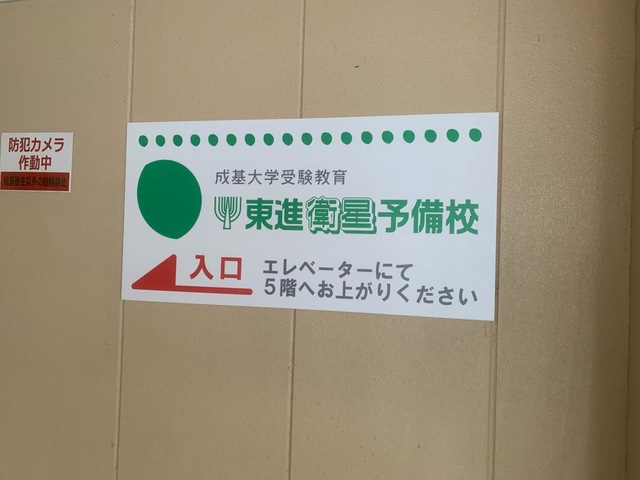 防犯カメラ
作動中
成基大学受験教育
東進衛星予備校
入口
エレベーターにて
5階へお上がりください